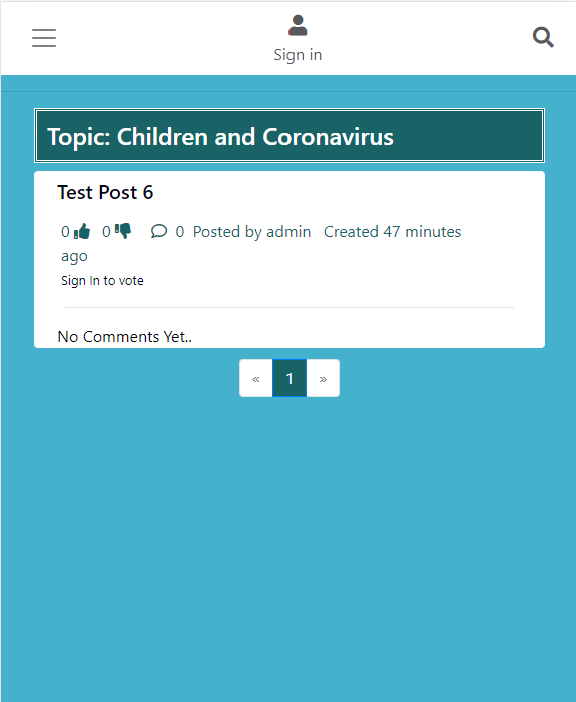 Sign in
Topic: Children and Coronavirus
Test Post 6
0 0 0 Posted by admin Created 47 minutes
ago
Sign In to vote
No Comments Yet..
« 1 »